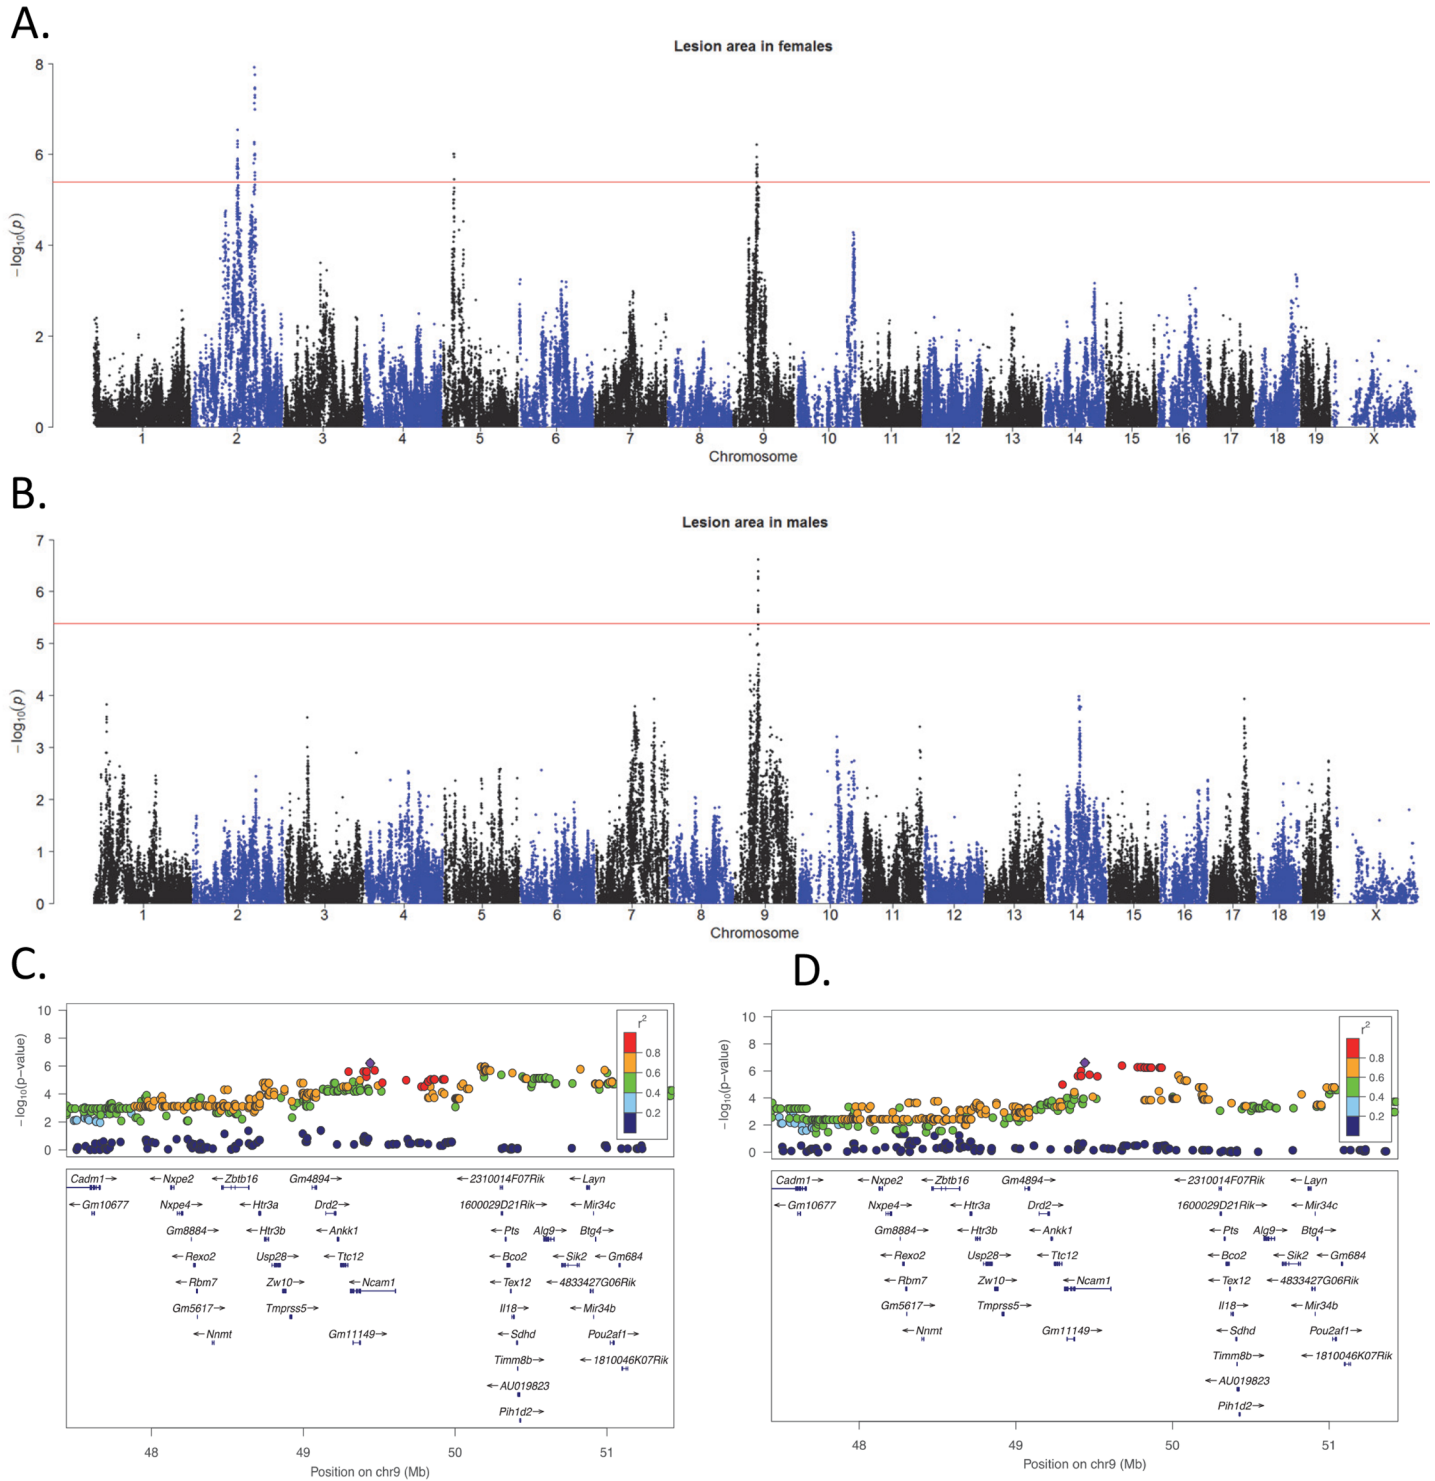 A.
Lesion area in females
8
6
4
2
0
−log10(p)
1 2 3 4 5 6 7 8 9 10 11 12 13 14 15 16 17 18 19 X
Chromosome
B.
Lesion area in males
7
6
5
4
3
2
1
0
−log10(p)
1 2 3 4 5 6 7 8 9 10 11 12 13 14 15 16 17 18 19 X
Chromosome
C.
10
8
6
4
2
0
−log10(p−value)
r2
0.8
0.6
0.4
0.2
Cadm1→ ←Nxpe2 ←Zbtb16 Gm4894→ ←2310014F07Rik ←Layn
←Gm10677 Nxpe4→ ←Htr3a Drd2→ 1600029D21Rik→ ←Mir34c
Gm8884→ ←Htr3b ←Ankk1 ←Pts Alg9→ Btg4→
←Rexo2 Usp28→ ←Ttc12 ←Bco2 ←Sik2 ←Gm684
←Rbm7 Zw10→ ←Ncam1 ←Tex12 ←4833427G06Rik
Gm5617→ Tmprss5→ Il18→ ←Mir34b
←Nnmt Gm11149→ ←Sdhd Pou2af1→
Timm8b→ ←1810046K07Rik
←AU019823
Pih1d2→
48 49 50 51
Position on chr9 (Mb)
D.
10
8
6
4
2
0
−log10(p−value)
r2
0.8
0.6
0.4
0.2
Cadm1→ ←Nxpe2 ←Zbtb16 Gm4894→ ←2310014F07Rik ←Layn
←Gm10677 Nxpe4→ ←Htr3a Drd2→ 1600029D21Rik→ ←Mir34c
Gm8884→ ←Htr3b ←Ankk1 ←Pts Alg9→ Btg4→
←Rexo2 Usp28→ ←Ttc12 ←Bco2 ←Sik2 ←Gm684
←Rbm7 Zw10→ ←Ncam1 ←Tex12 ←4833427G06Rik
Gm5617→ Tmprss5→ Il18→ ←Mir34b
←Nnmt Gm11149→ ←Sdhd Pou2af1→
Timm8b→ ←1810046K07Rik
←AU019823
Pih1d2→
48 49 50 51
Position on chr9 (Mb)